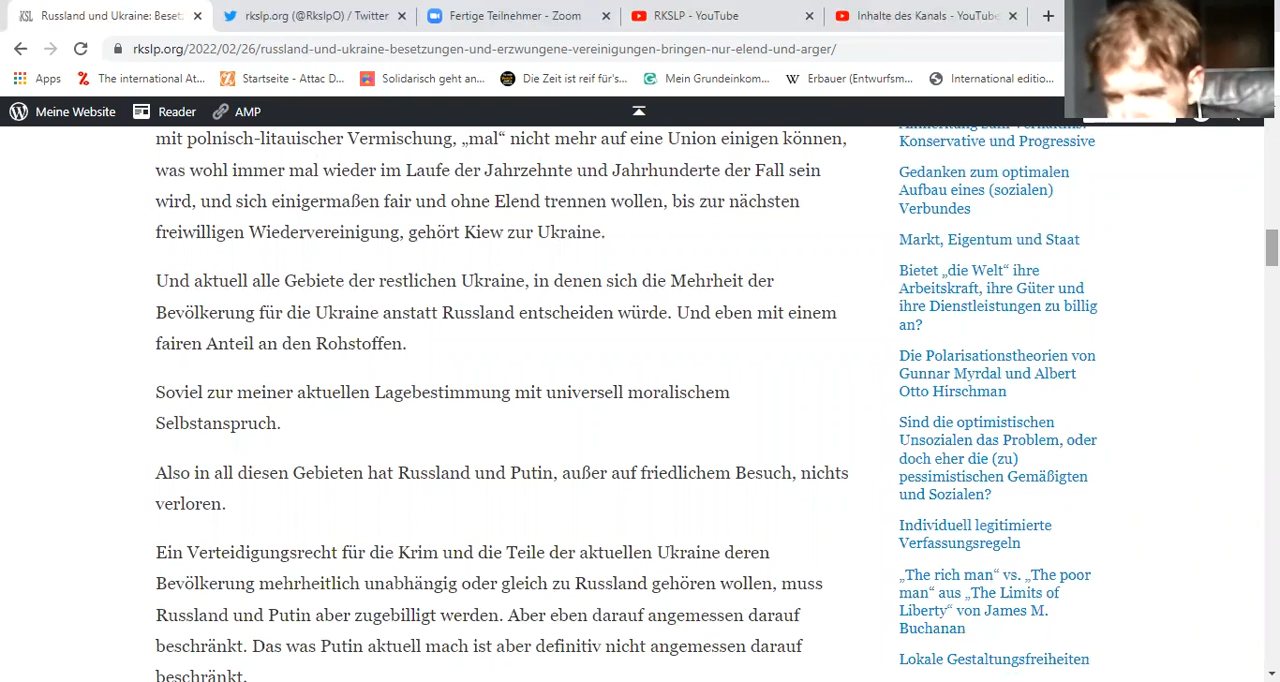 Russland und Ukraine: Beset
rkslp.org (@RkslpO) / Twitter
Fertige Teilnehmer - Zoom
RKSLP - YouTube
Inhalte des Kanals - YouTube
rkslp.org/2022/02/26/russland-und-ukraine-besetzungen-und-erzwungene-vereinigungen-bringen-nur-elend-und-arger/
Apps
The international At...
Startseite - Attac D...
Solidarisch geht an...
Die Zeit ist reif für's...
Mein Grundeinkom...
Erbauer (Entwurfsm...
International editio...
Meine Website
Reader
AMP
mit polnisch-litauischer Vermischung, „mal“ nicht mehr auf eine Union einigen können,
was wohl immer mal wieder im Laufe der Jahrzehnte und Jahrhunderte der Fall sein
wird, und sich einigermaßen fair und ohne Elend trennen wollen, bis zur nächsten
freiwilligen Wiedervereinigung, gehört Kiew zur Ukraine.
Und aktuell alle Gebiete der restlichen Ukraine, in denen sich die Mehrheit der
Bevölkerung für die Ukraine anstatt Russland entscheiden würde. Und eben mit einem
fairen Anteil an den Rohstoffen.
Soviel zur meiner aktuellen Lagebestimmung mit universell moralischem
Selbstanspruch.
Also in all diesen Gebieten hat Russland und Putin, außer auf friedlichem Besuch, nichts
verloren.
Ein Verteidigungsrecht für die Krim und die Teile der aktuellen Ukraine deren
Bevölkerung mehrheitlich unabhängig oder gleich zu Russland gehören wollen, muss
Russland und Putin aber zugebilligt werden. Aber eben darauf angemessen darauf
beschränkt. Das was Putin aktuell mach ist aber definitiv nicht angemessen darauf
beschränkt.
Anmerkung zum Verhältnis:
Konservative und Progressive
Gedanken zum optimalen
Aufbau eines (sozialen)
Verbundes
Markt, Eigentum und Staat
Bietet „die Welt“ ihre
Arbeitskraft, ihre Güter und
ihre Dienstleistungen zu billig
an?
Die Polarisationstheorien von
Gunnar Myrdal und Albert
Otto Hirschman
Sind die optimistischen
Unsozialen das Problem, oder
doch eher die (zu)
pessimistischen Gemäßigten
und Sozialen?
Individuell legitimierte
Verfassungsregeln
„The rich man“ vs. „The poor
man“ aus „The Limits of
Liberty“ von James M.
Buchanan
Lokale Gestaltungsfreiheiten